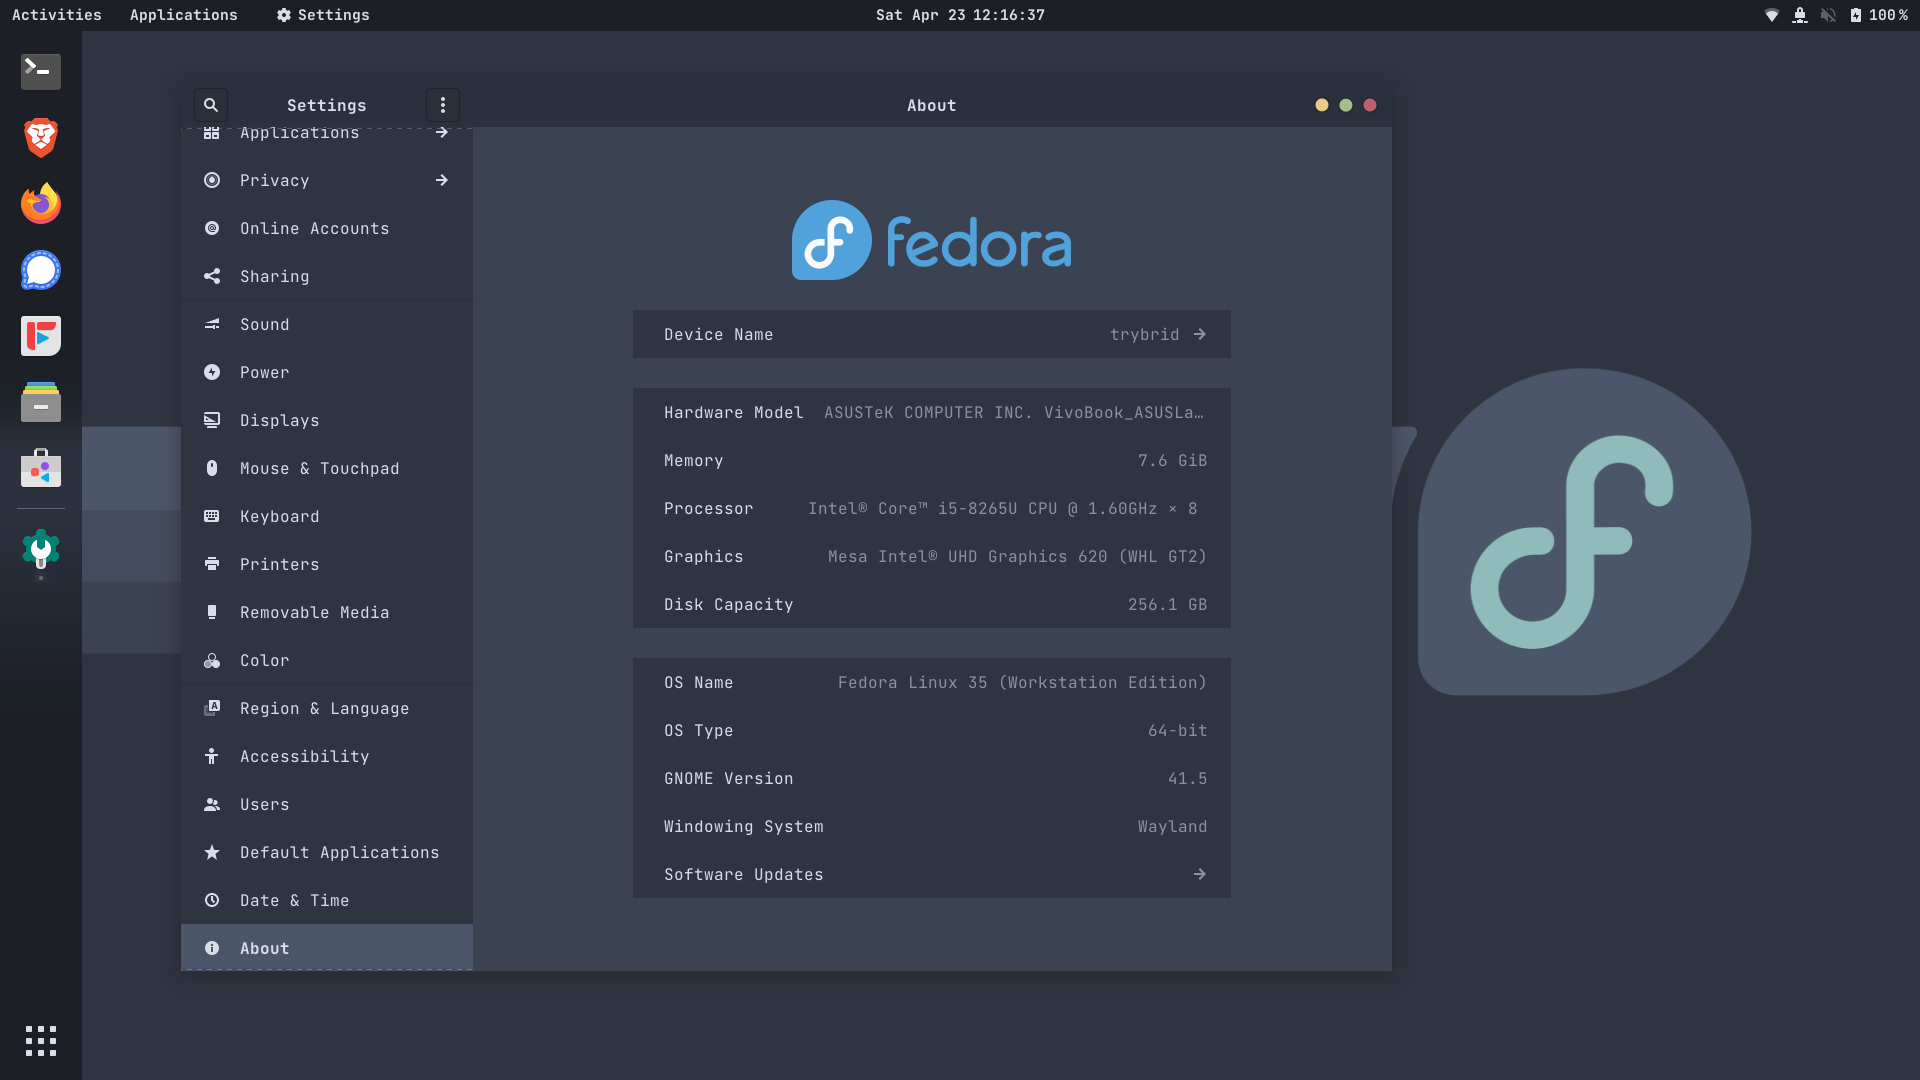 Activities Applications Settings Sat Apr 23 12:16:37 100%
Settings
About
Applications
Privacy
Online Accounts
Sharing
Sound
Power
Displays
Mouse & Touchpad
Keyboard
Printers
Removable Media
Color
Region & Language
Accessibility
Users
Default Applications
Date & Time
About
fedora
Device Name trybrid
Hardware Model ASUSTeK COMPUTER INC. VivoBook_ASUSLa…
Memory 7.6 GiB
Processor Intel® Core™ i5-8265U CPU @ 1.60GHz × 8
Graphics Mesa Intel® UHD Graphics 620 (WHL GT2)
Disk Capacity 256.1 GB
OS Name Fedora Linux 35 (Workstation Edition)
OS Type 64-bit
GNOME Version 41.5
Windowing System Wayland
Software Updates